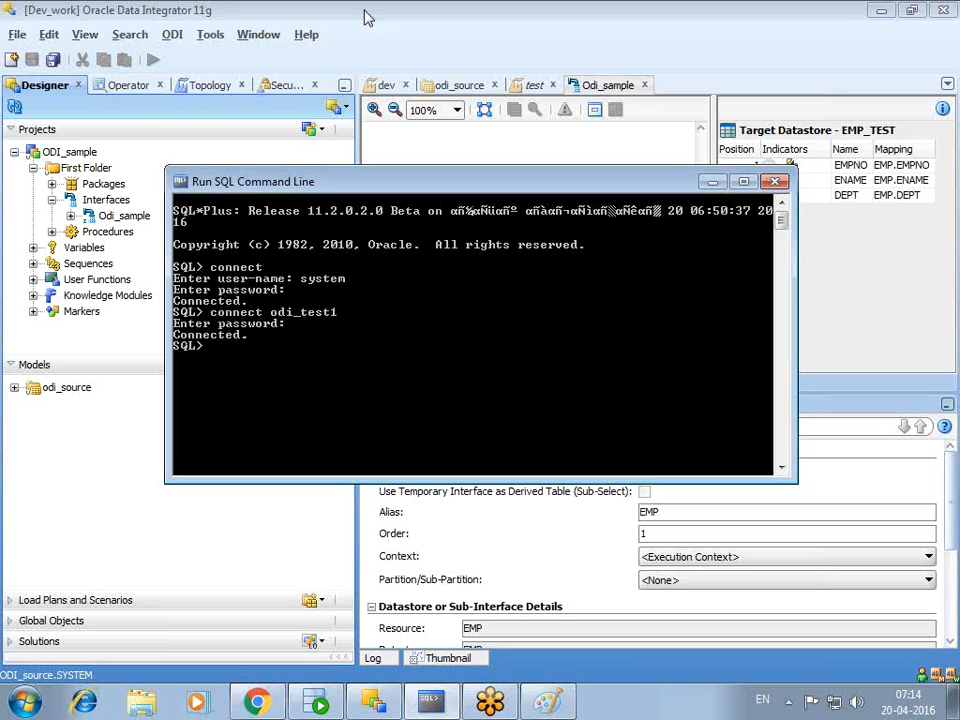 [Dev_work] Oracle Data Integrator 11g
File Edit View Search ODI Tools Window Help
Designer x Operator x Topology x Secu... x
dev x odi_source x test x Odi_sample x
100%
Projects
ODI_sample
First Folder
Packages
Interfaces
Odi_sample
Procedures
Variables
Sequences
User Functions
Knowledge Modules
Markers
Models
odi_source
Load Plans and Scenarios
Global Objects
Solutions
ODI_source.SYSTEM
Target Datastore - EMP_TEST
Position Indicators Name Mapping
EMPNO EMP.EMPNO
ENAME EMP.ENAME
DEPT EMP.DEPT
Run SQL Command Line
SQL*Plus: Release 11.2.0.2.0 Beta on 20 06:50:37 20
16
Copyright (c) 1982, 2010, Oracle. All rights reserved.
SQL> connect
Enter user-name: system
Enter password:
Connected.
SQL> connect odi_test1
Enter password:
Connected.
SQL>
Use Temporary Interface as Derived Table (Sub-Select):
Alias: EMP
Order: 1
Context: <Execution Context>
Partition/Sub-Partition: <None>
Datastore or Sub-Interface Details
Resource: EMP
Log Thumbnail
EN 07:14
20-04-2016